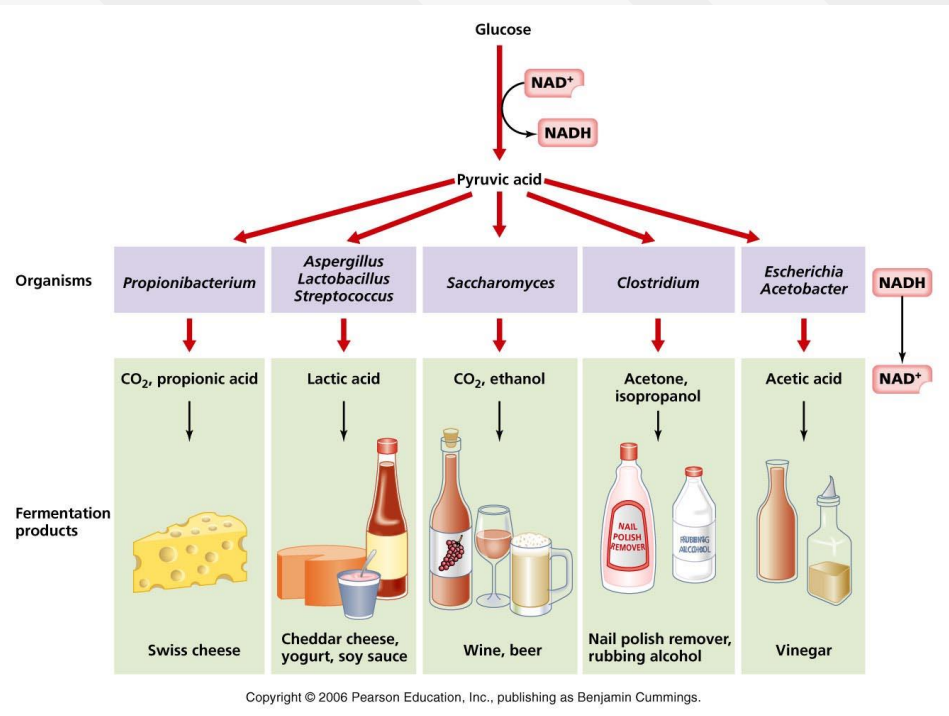 Glucose
NAD⁺
NADH
Pyruvic acid
Organisms
Propionibacterium
Aspergillus
Lactobacillus
Streptococcus
Saccharomyces
Clostridium
Escherichia
Acetobacter
NADH
CO₂, propionic acid
Lactic acid
CO₂, ethanol
Acetone,
isopropanol
Acetic acid
NAD⁺
Fermentation
products
NAIL
POLISH
REMOVER
RUBBING
ALCOHOL
Swiss cheese
Cheddar cheese,
yogurt, soy sauce
Wine, beer
Nail polish remover,
rubbing alcohol
Vinegar
Copyright © 2006 Pearson Education, Inc., publishing as Benjamin Cummings.